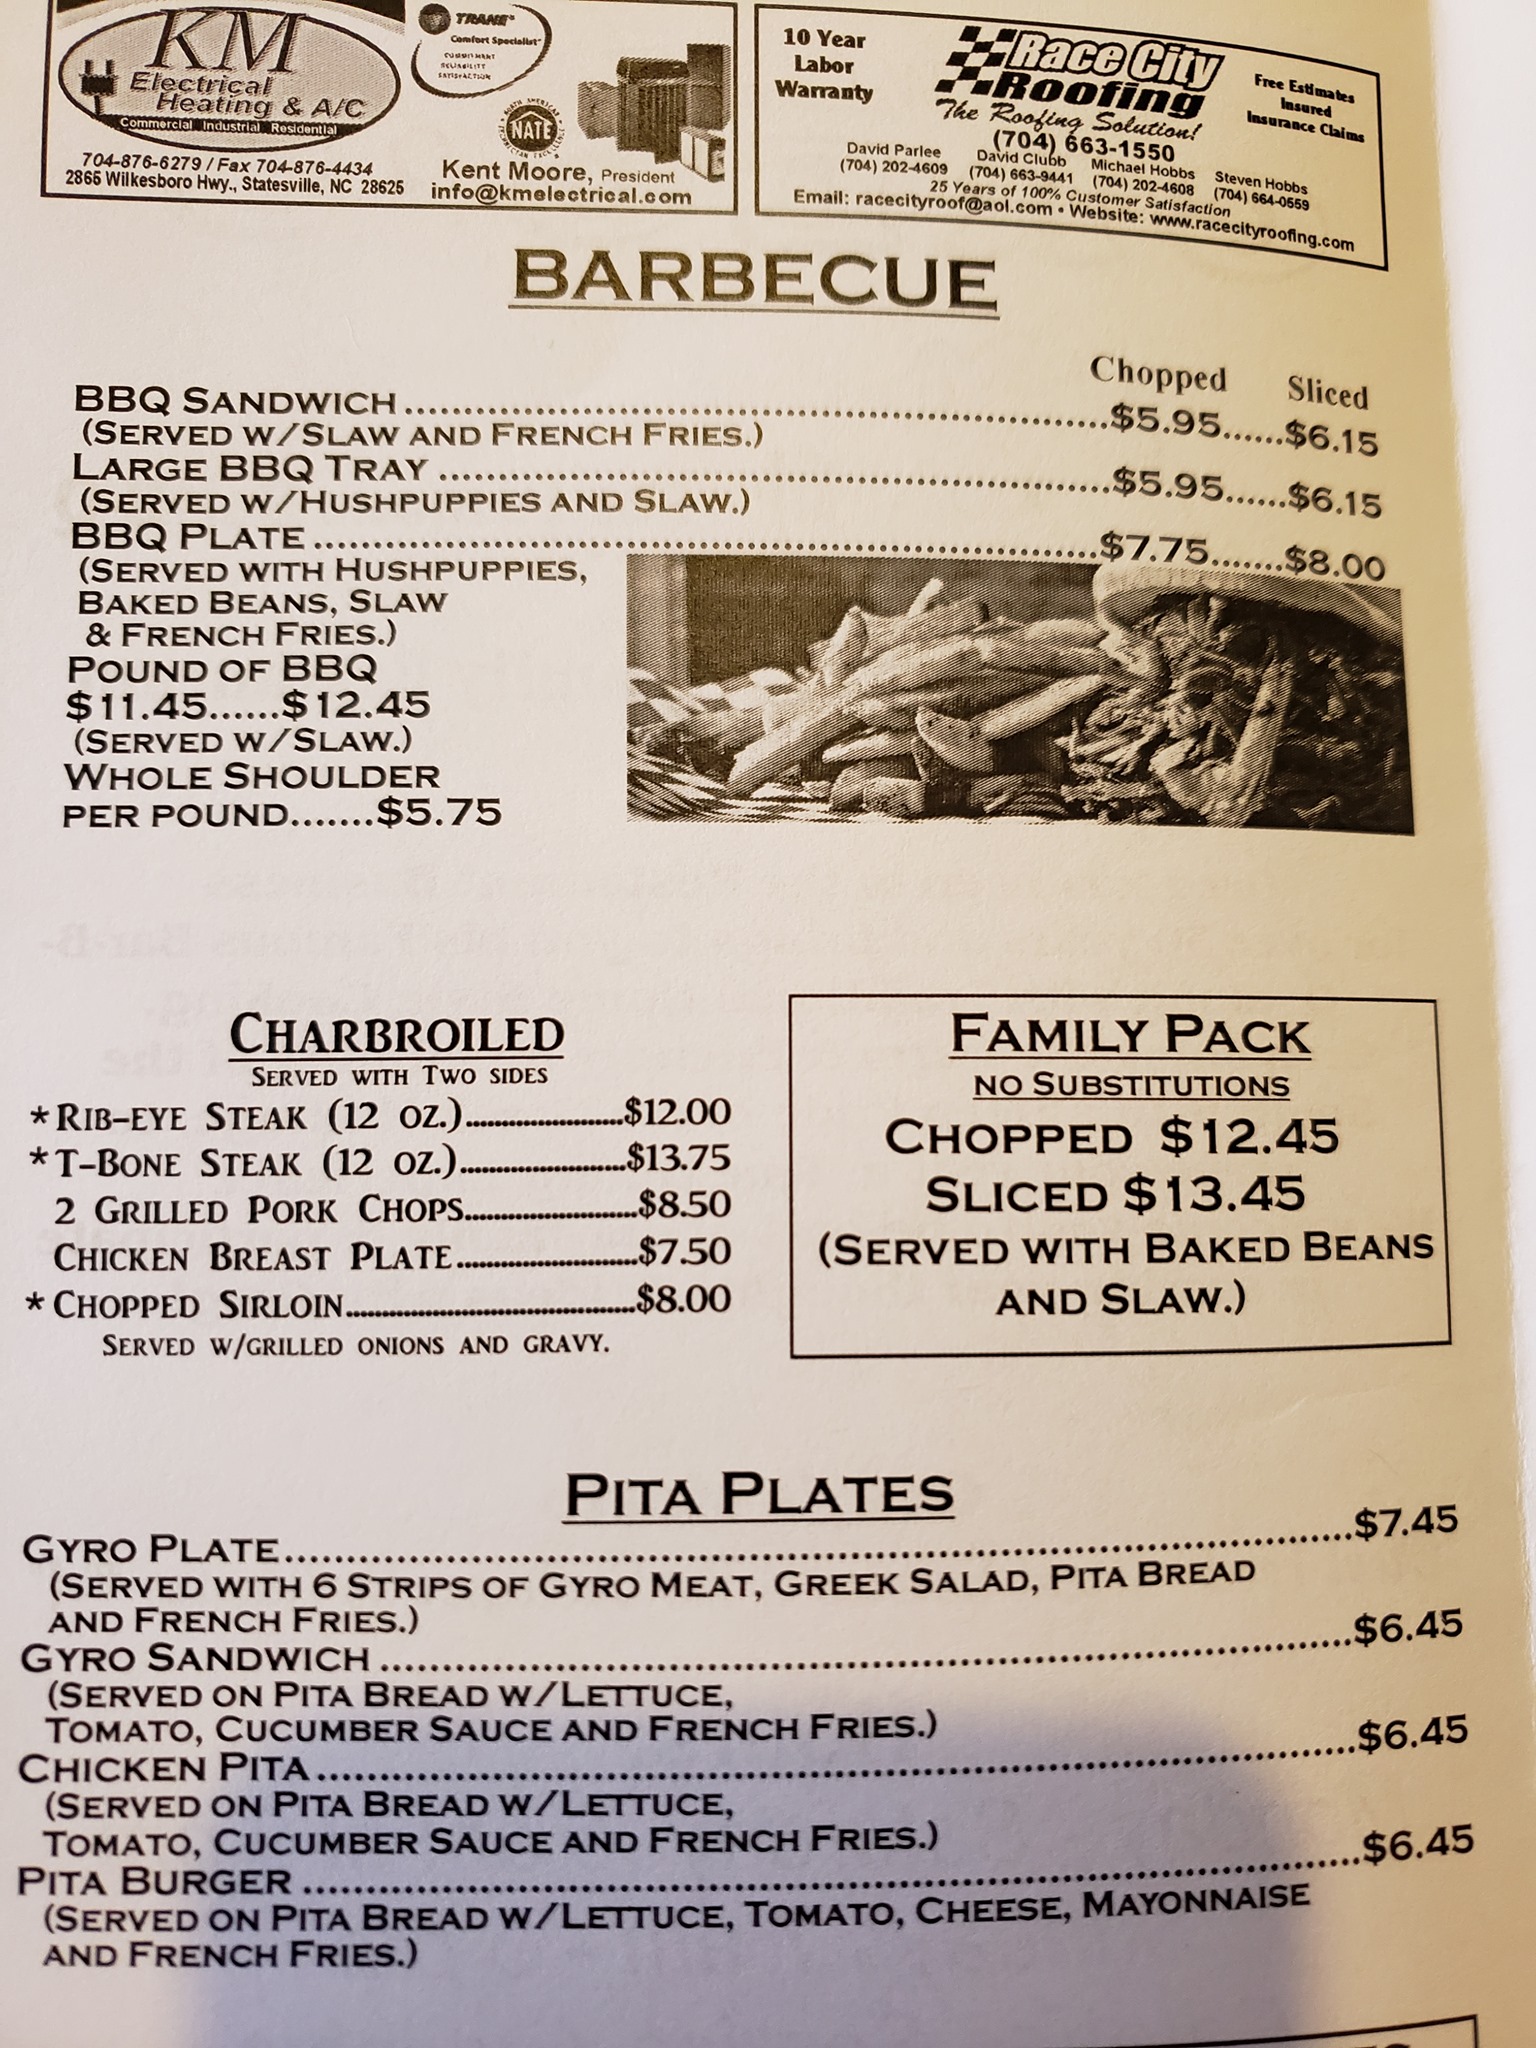 KM
Electrical
Heating & A/C
Commercial Industrial Residential
704-876-6279 / Fax 704-876-4434
2865 Wilkesboro Hwy., Statesville, NC 28625
TRANE
Comfort Specialist
COMMITMENT
RELIABILITY
SATISFACTION
NORTH AMERICAN
NATE
Kent Moore, President
info@kmelectrical.com
10 Year
Labor
Warranty
Race City
Roofing
The Roofing Solution!
(704) 663-1550
Free Estimates
Insured
Insurance Claims
David Parlee David Clubb Michael Hobbs Steven Hobbs
(704) 202-4609 (704) 663-9441 (704) 202-4608 (704) 664-0559
25 Years of 100% Customer Satisfaction
Email: racecityroof@aol.com • Website: www.racecityroofing.com
BARBECUE
Chopped Sliced
BBQ SANDWICH.....$5.95......$6.15
(SERVED W/SLAW AND FRENCH FRIES.)
LARGE BBQ TRAY.....$5.95......$6.15
(SERVED W/HUSHPUPPIES AND SLAW.)
BBQ PLATE.....$7.75.......$8.00
(SERVED WITH HUSHPUPPIES,
BAKED BEANS, SLAW
& FRENCH FRIES.)
POUND OF BBQ
$11.45......$12.45
(SERVED W/SLAW.)
WHOLE SHOULDER
PER POUND.......$5.75
CHARBROILED
SERVED WITH TWO SIDES
*RIB-EYE STEAK (12 OZ.).....$12.00
*T-BONE STEAK (12 OZ.).....$13.75
2 GRILLED PORK CHOPS.....$8.50
CHICKEN BREAST PLATE.....$7.50
*CHOPPED SIRLOIN.....$8.00
SERVED W/GRILLED ONIONS AND GRAVY.
FAMILY PACK
NO SUBSTITUTIONS
CHOPPED $12.45
SLICED $13.45
(SERVED WITH BAKED BEANS
AND SLAW.)
PITA PLATES
GYRO PLATE.....$7.45
(SERVED WITH 6 STRIPS OF GYRO MEAT, GREEK SALAD, PITA BREAD
AND FRENCH FRIES.)
GYRO SANDWICH.....$6.45
(SERVED ON PITA BREAD W/LETTUCE,
TOMATO, CUCUMBER SAUCE AND FRENCH FRIES.)
CHICKEN PITA.....$6.45
(SERVED ON PITA BREAD W/LETTUCE,
TOMATO, CUCUMBER SAUCE AND FRENCH FRIES.)
PITA BURGER.....$6.45
(SERVED ON PITA BREAD W/LETTUCE, TOMATO, CHEESE, MAYONNAISE
AND FRENCH FRIES.)